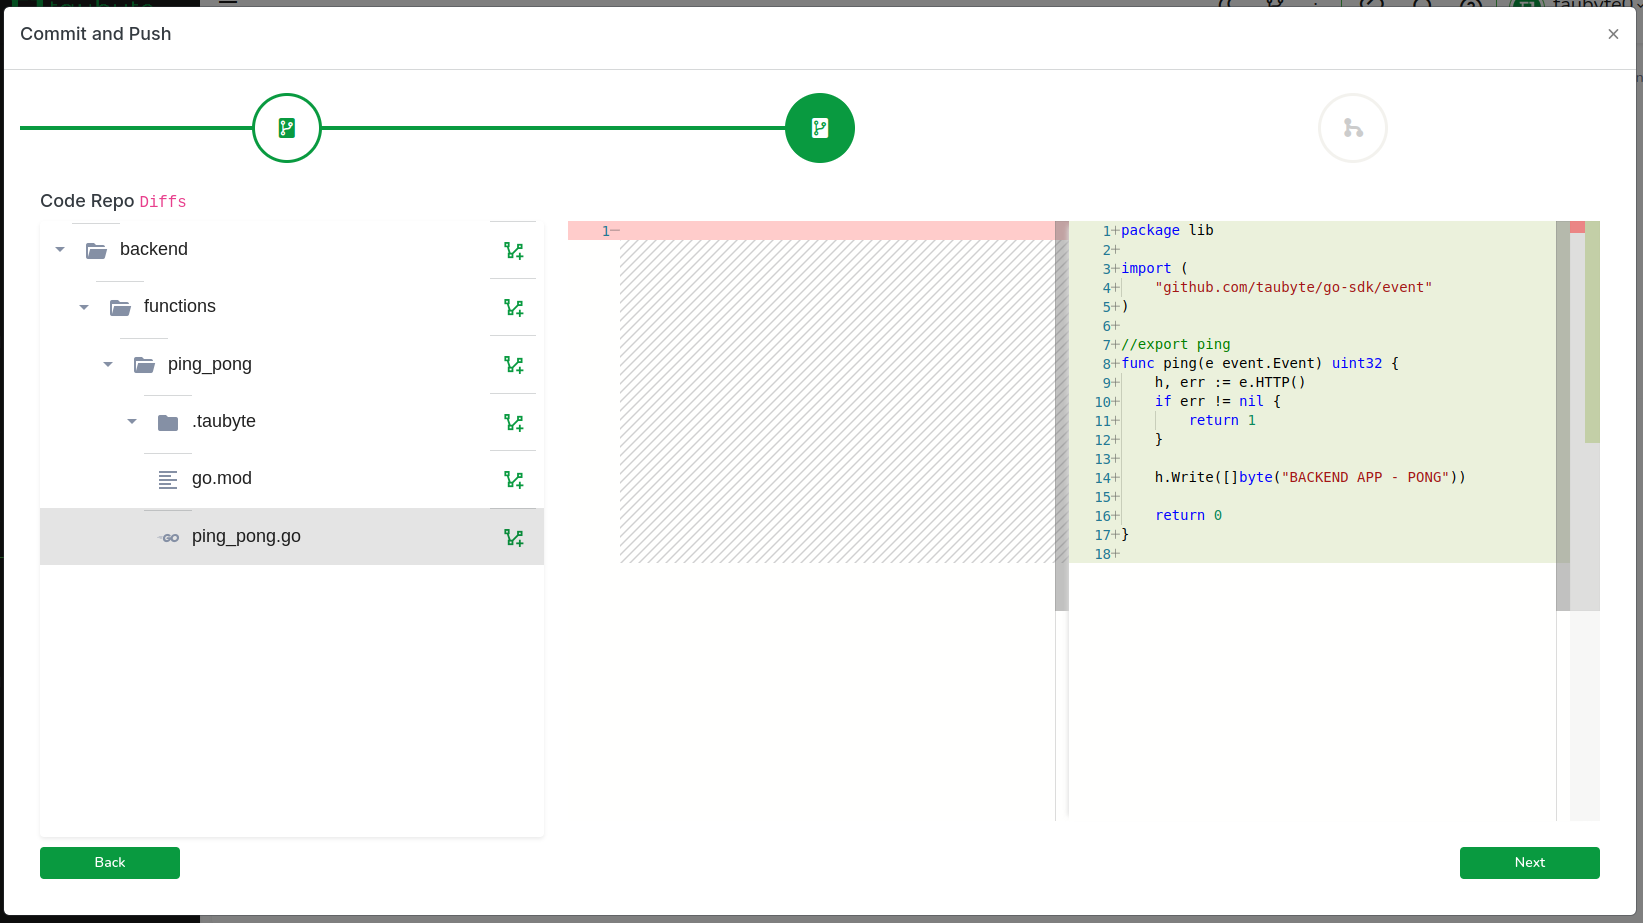 Commit and Push
Code Repo Diffs
backend
functions
ping_pong
.taubyte
go.mod
GO ping_pong.go
1−
1+ package lib
2+
3+ import (
4+     "github.com/taubyte/go-sdk/event"
5+ )
6+
7+ //export ping
8+ func ping(e event.Event) uint32 {
9+     h, err := e.HTTP()
10+     if err != nil {
11+         return 1
12+     }
13+
14+     h.Write([]byte("BACKEND APP - PONG"))
15+
16+     return 0
17+ }
18+
Back
Next